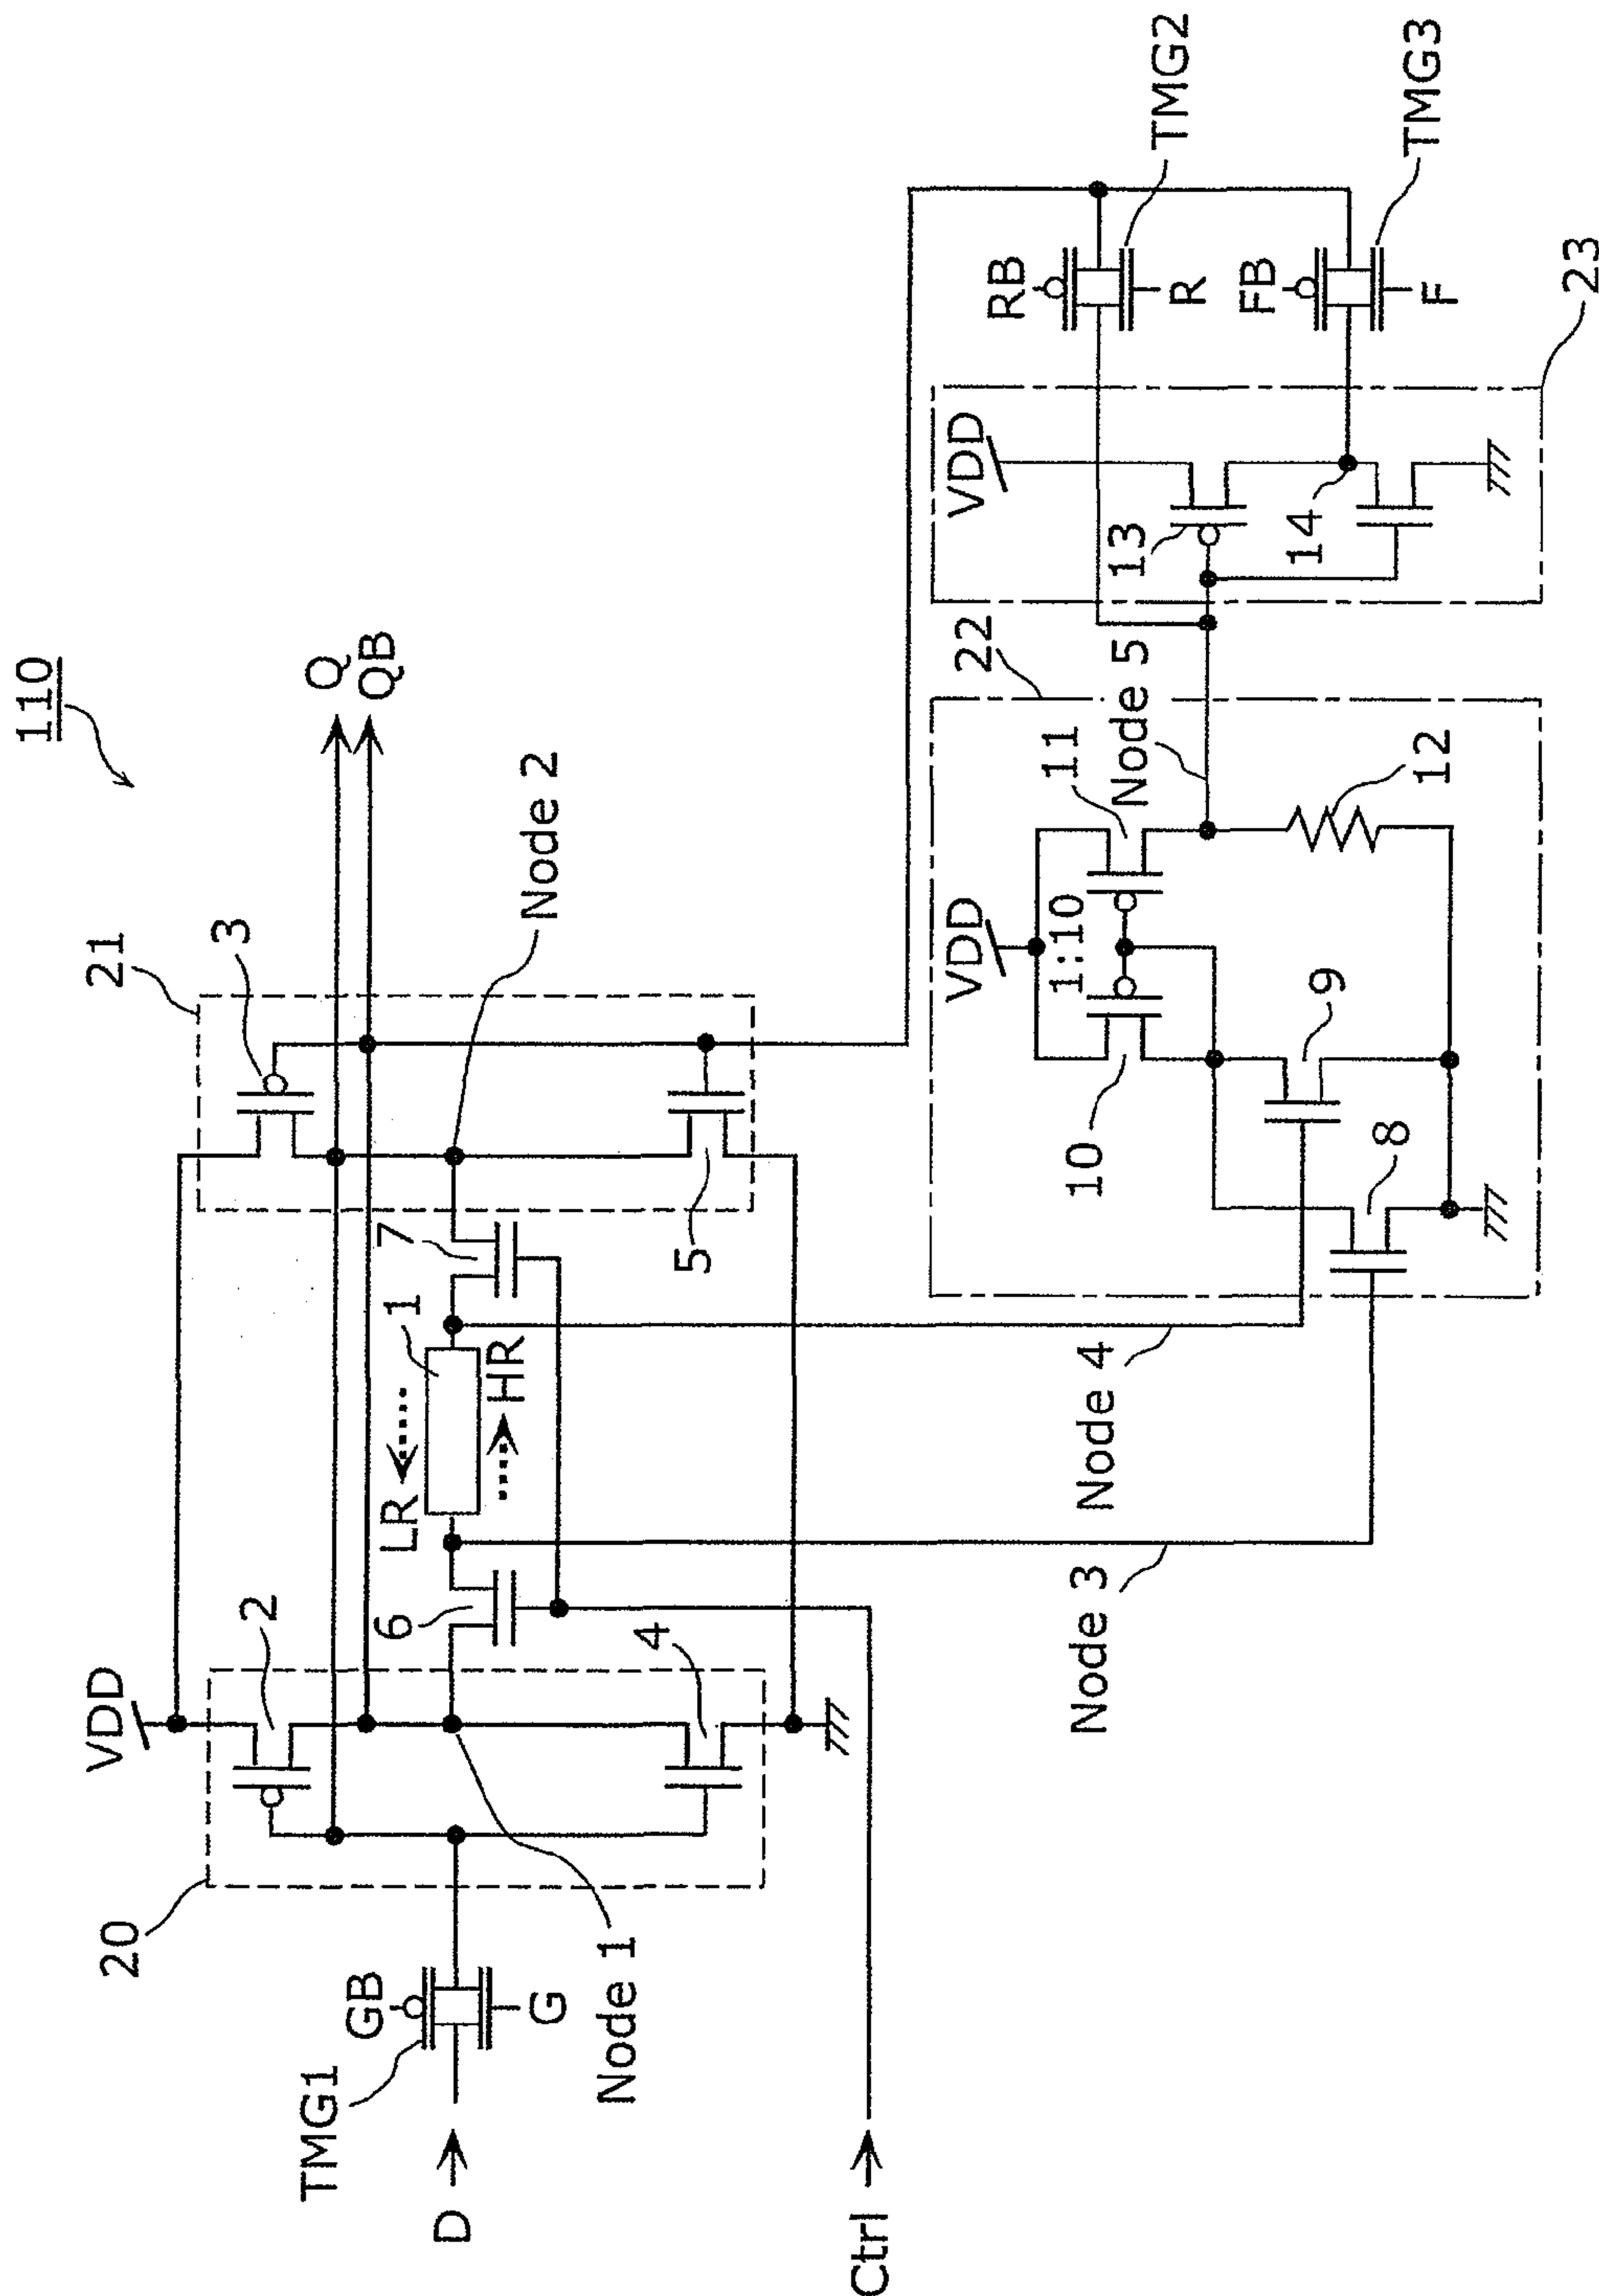 110
Q
QB
21
3
Node 2
7
1
LR
HR
5
VDD
2
6
4
20
GB
TMG1
G
Node 1
D
Ctrl
Node 3
Node 4
22
VDD
1:10
10
11
Node 5
12
9
8
VDD
13
14
23
RB
R
TMG2
FB
F
TMG3